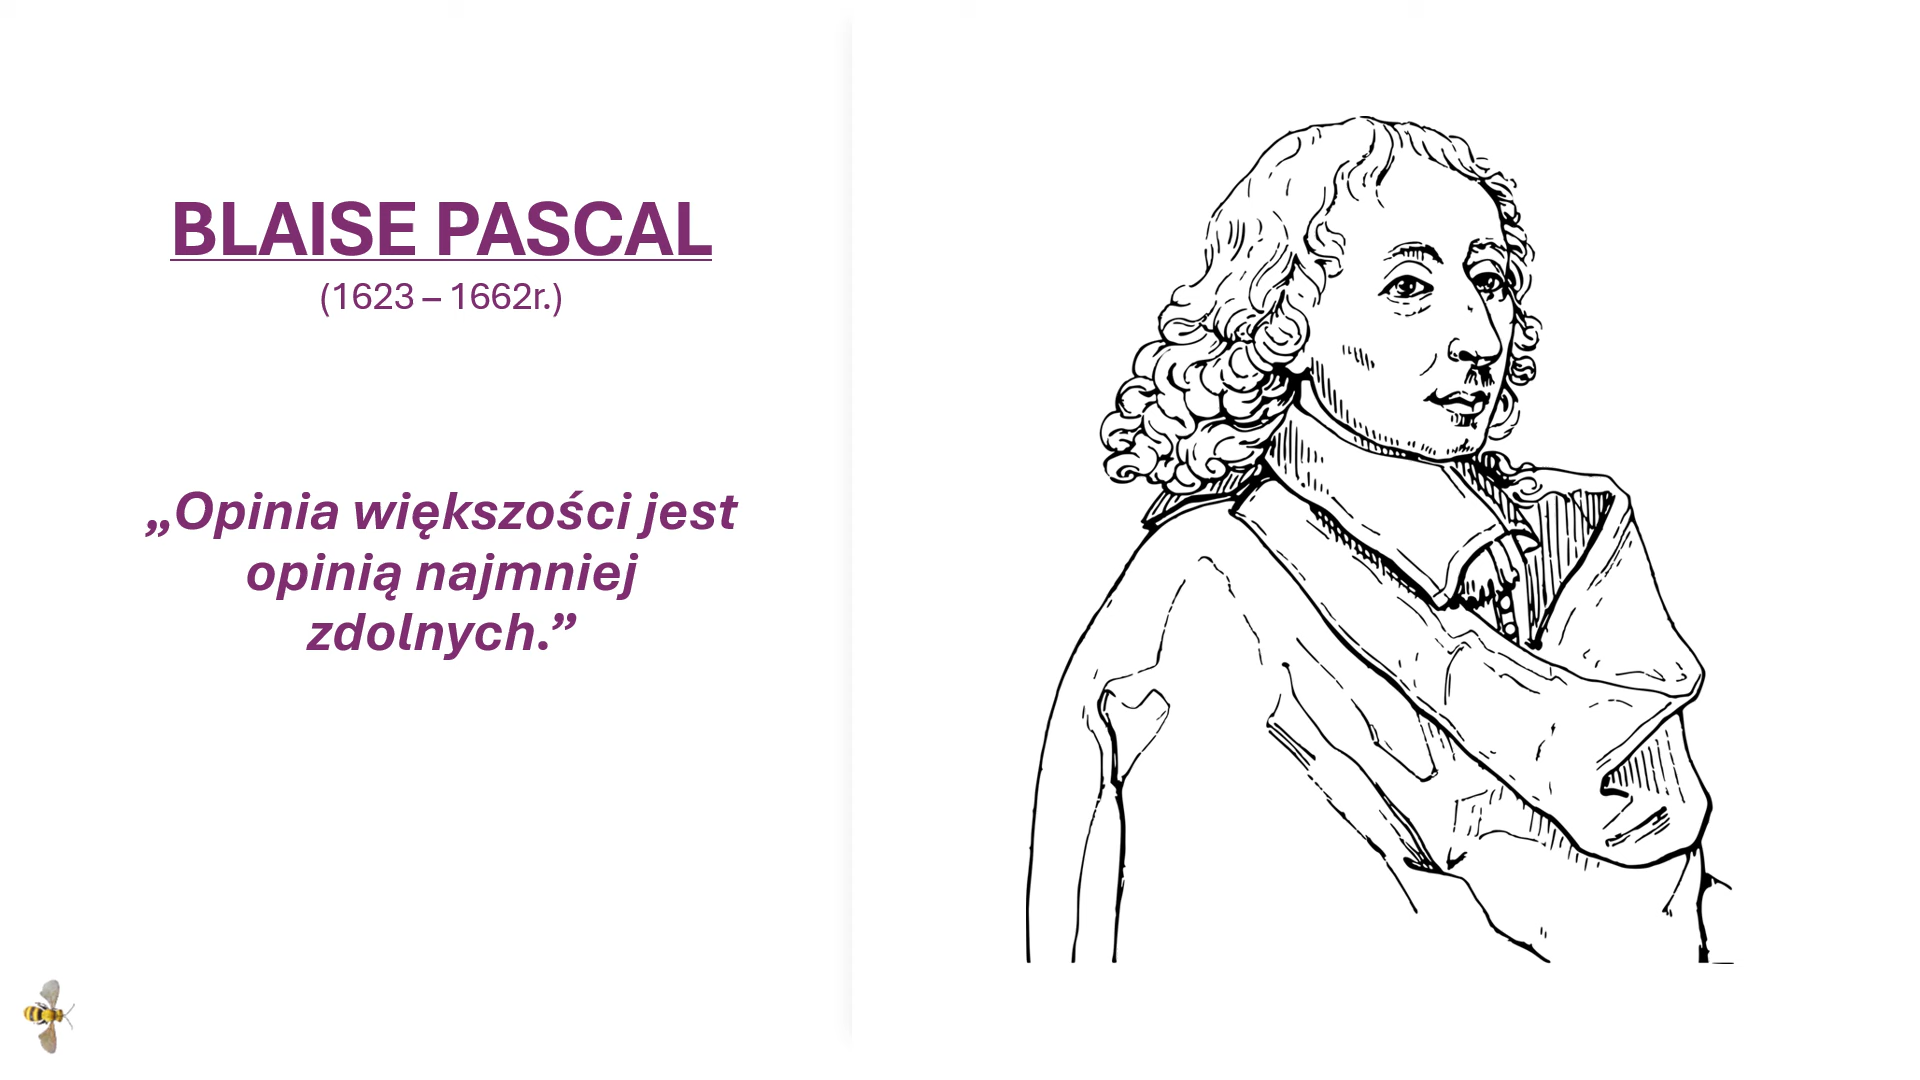 BLAISE PASCAL
(1623 – 1662r.)
„Opinia większości jest
opinią najmniej
zdolnych.”